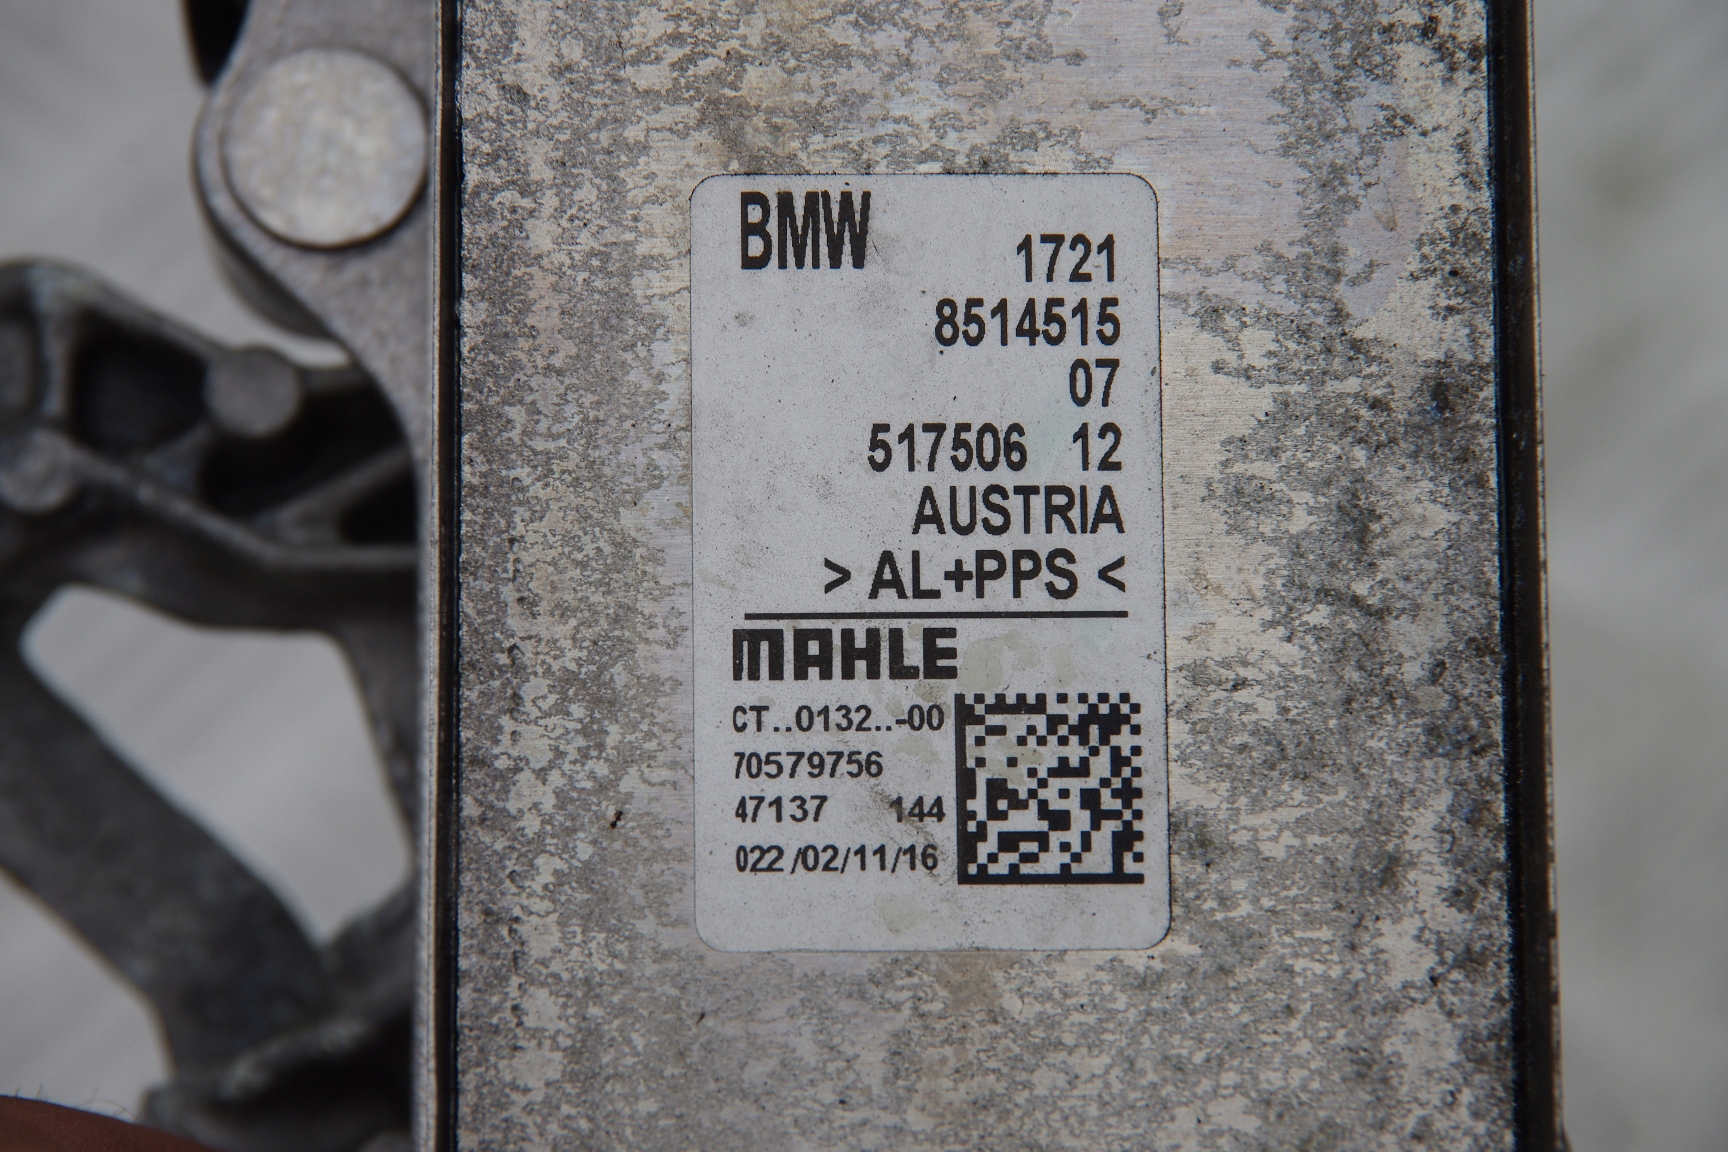 BMW
1721
8514515
07
517506 12
AUSTRIA
> AL+PPS <
MAHLE
CT..0132..-00
70579756
47137 144
022 /02/11/16